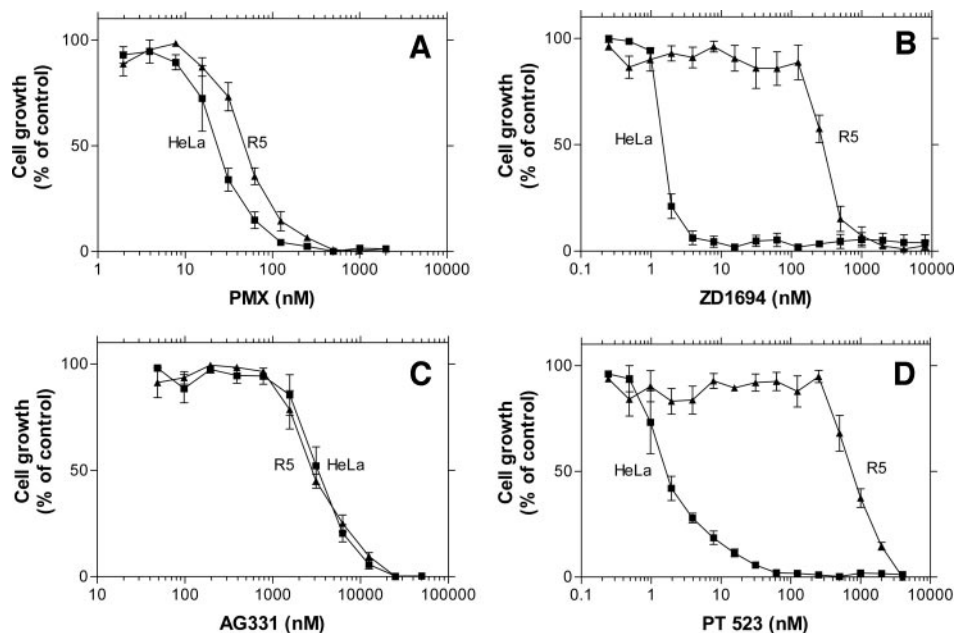 A
Cell growth
(% of control)
100
50
0
HeLa
R5
1
10
100
1000
10000
PMX (nM)
B
Cell growth
(% of control)
100
50
0
HeLa
R5
0.1
1
10
100
1000
10000
ZD1694 (nM)
C
Cell growth
(% of control)
100
50
0
R5
HeLa
10
100
1000
10000
100000
AG331 (nM)
D
Cell growth
(% of control)
100
50
0
HeLa
R5
0.1
1
10
100
1000
10000
PT 523 (nM)